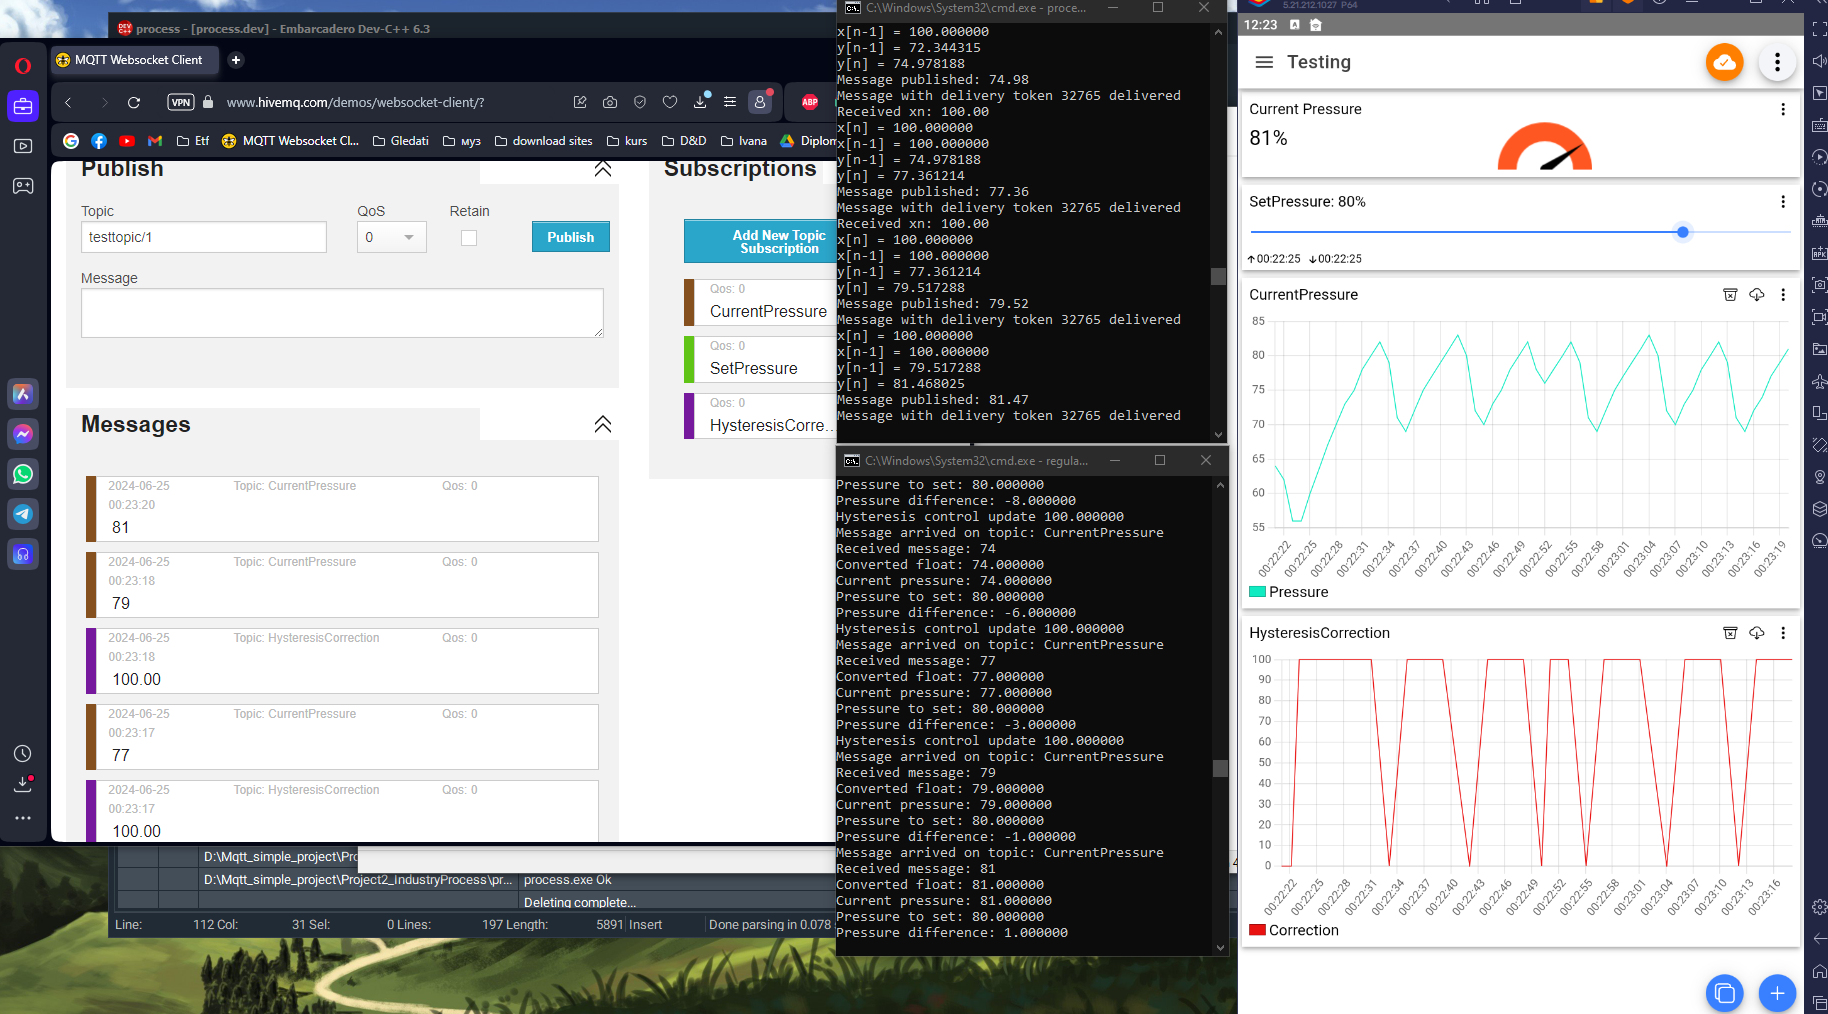 process - [process.dev] - Embarcadero Dev-C++ 6.3
MQTT Websocket Client
VPN
www.hivemq.com/demos/websocket-client/?
ABP
Etf
MQTT Websocket Cl...
Gledati
муз
download sites
kurs
D&D
Ivana
Diplon
Publish
Topic
QoS
Retain
testtopic/1
0
Publish
Message
Subscriptions
Add New Topic
Subscription
Qos: 0
CurrentPressure
Qos: 0
SetPressure
Qos: 0
HysteresisCorre...
Messages
2024-06-25
Topic: CurrentPressure
Qos: 0
00:23:20
81
2024-06-25
Topic: CurrentPressure
Qos: 0
00:23:18
79
2024-06-25
Topic: HysteresisCorrection
Qos: 0
00:23:18
100.00
2024-06-25
Topic: CurrentPressure
Qos: 0
00:23:17
77
2024-06-25
Topic: HysteresisCorrection
Qos: 0
00:23:17
100.00
D:\Mqtt_simple_project\Pro
D:\Mqtt_simple_project\Project2_IndustryProcess\pr...
process.exe Ok
Deleting complete...
Line: 112 Col: 31 Sel: 0 Lines: 197 Length: 5891 Insert Done parsing in 0.078
C:\Windows\System32\cmd.exe - proce...
x[n-1] = 100.000000
y[n-1] = 72.344315
y[n] = 74.978188
Message published: 74.98
Message with delivery token 32765 delivered
Received xn: 100.00
x[n] = 100.000000
x[n-1] = 100.000000
y[n-1] = 74.978188
y[n] = 77.361214
Message published: 77.36
Message with delivery token 32765 delivered
Received xn: 100.00
x[n] = 100.000000
x[n-1] = 100.000000
y[n-1] = 77.361214
y[n] = 79.517288
Message published: 79.52
Message with delivery token 32765 delivered
x[n] = 100.000000
x[n-1] = 100.000000
y[n-1] = 79.517288
y[n] = 81.468025
Message published: 81.47
Message with delivery token 32765 delivered
C:\Windows\System32\cmd.exe - regula...
Pressure to set: 80.000000
Pressure difference: -8.000000
Hysteresis control update 100.000000
Message arrived on topic: CurrentPressure
Received message: 74
Converted float: 74.000000
Current pressure: 74.000000
Pressure to set: 80.000000
Pressure difference: -6.000000
Hysteresis control update 100.000000
Message arrived on topic: CurrentPressure
Received message: 77
Converted float: 77.000000
Current pressure: 77.000000
Pressure to set: 80.000000
Pressure difference: -3.000000
Hysteresis control update 100.000000
Message arrived on topic: CurrentPressure
Received message: 79
Converted float: 79.000000
Current pressure: 79.000000
Pressure to set: 80.000000
Pressure difference: -1.000000
Message arrived on topic: CurrentPressure
Received message: 81
Converted float: 81.000000
Current pressure: 81.000000
Pressure to set: 80.000000
Pressure difference: 1.000000
5.21.212.1027 P64
12:23
Testing
Current Pressure
81%
SetPressure: 80%
00:22:25
00:22:25
CurrentPressure
85
80
75
70
65
60
55
00:22:22
00:22:25
00:22:28
00:22:31
00:22:34
00:22:37
00:22:40
00:22:43
00:22:46
00:22:49
00:22:52
00:22:55
00:22:58
00:23:01
00:23:04
00:23:07
00:23:10
00:23:13
00:23:16
00:23:19
Pressure
HysteresisCorrection
100
90
80
70
60
50
40
30
20
10
0
00:22:22
00:22:25
00:22:28
00:22:31
00:22:34
00:22:37
00:22:40
00:22:43
00:22:46
00:22:49
00:22:52
00:22:55
00:22:58
00:23:01
00:23:04
00:23:07
00:23:10
00:23:13
00:23:16
Correction